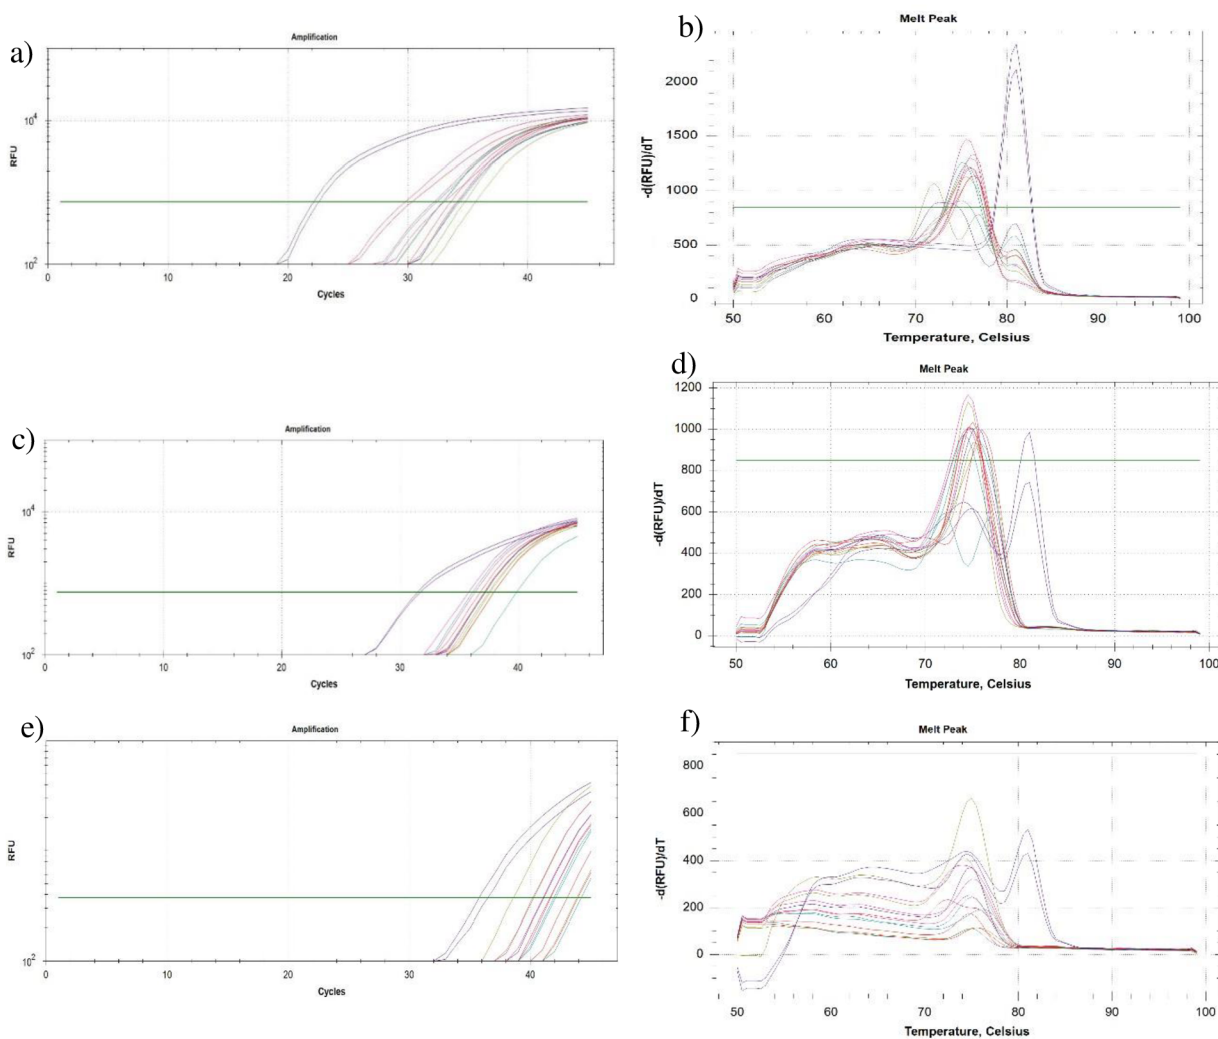 a)
Amplification
10^4
RFU
10^2
0 10 20 30 40
Cycles
b)
Melt Peak
2000
1500
1000
500
0
-d(RFU)/dT
50 60 70 80 90 100
Temperature, Celsius
c)
Amplification
10^4
RFU
10^2
0 10 20 30 40
Cycles
d)
Melt Peak
1200
1000
800
600
400
200
0
-d(RFU)/dT
50 60 70 80 90 100
Temperature, Celsius
e)
Amplification
RFU
10^2
0 10 20 30 40
Cycles
f)
Melt Peak
800
600
400
200
0
-d(RFU)/dT
50 60 70 80 90 100
Temperature, Celsius